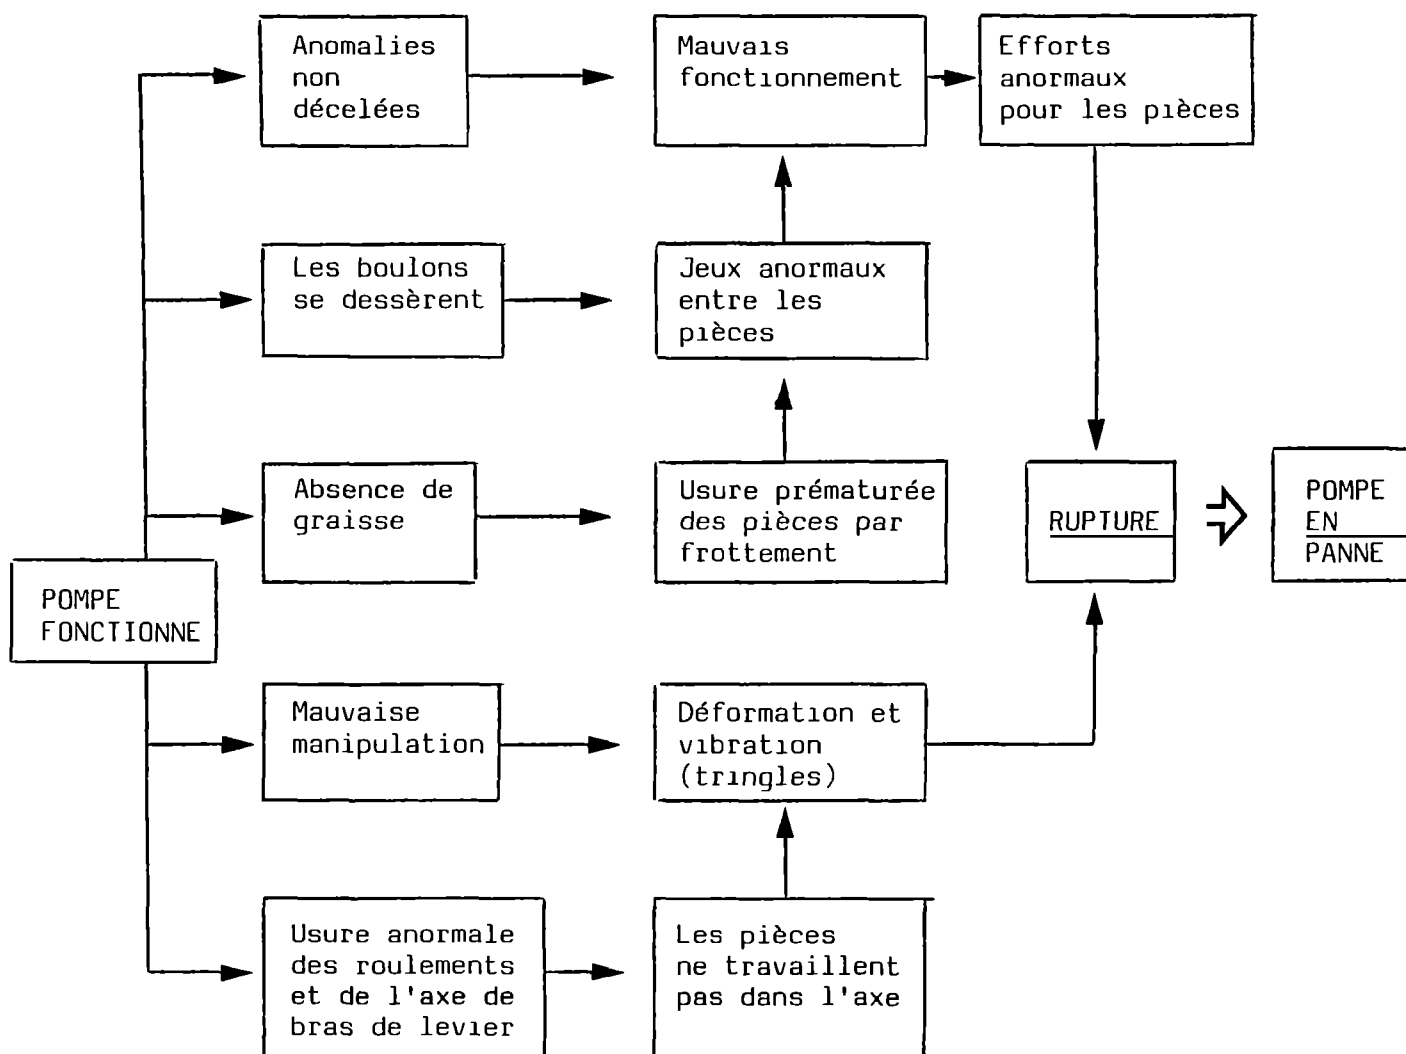 Anomalies
non
décelées
Mauvais
fonctionnement
Efforts
anormaux
pour les pièces
Les boulons
se dessèrent
Jeux anormaux
entre les
pièces
Absence de
graisse
Usure prématurée
des pièces par
frottement
RUPTURE
POMPE
EN
PANNE
POMPE
FONCTIONNE
Mauvaise
manipulation
Déformation et
vibration
(tringles)
Usure anormale
des roulements
et de l'axe de
bras de levier
Les pièces
ne travaillent
pas dans l'axe